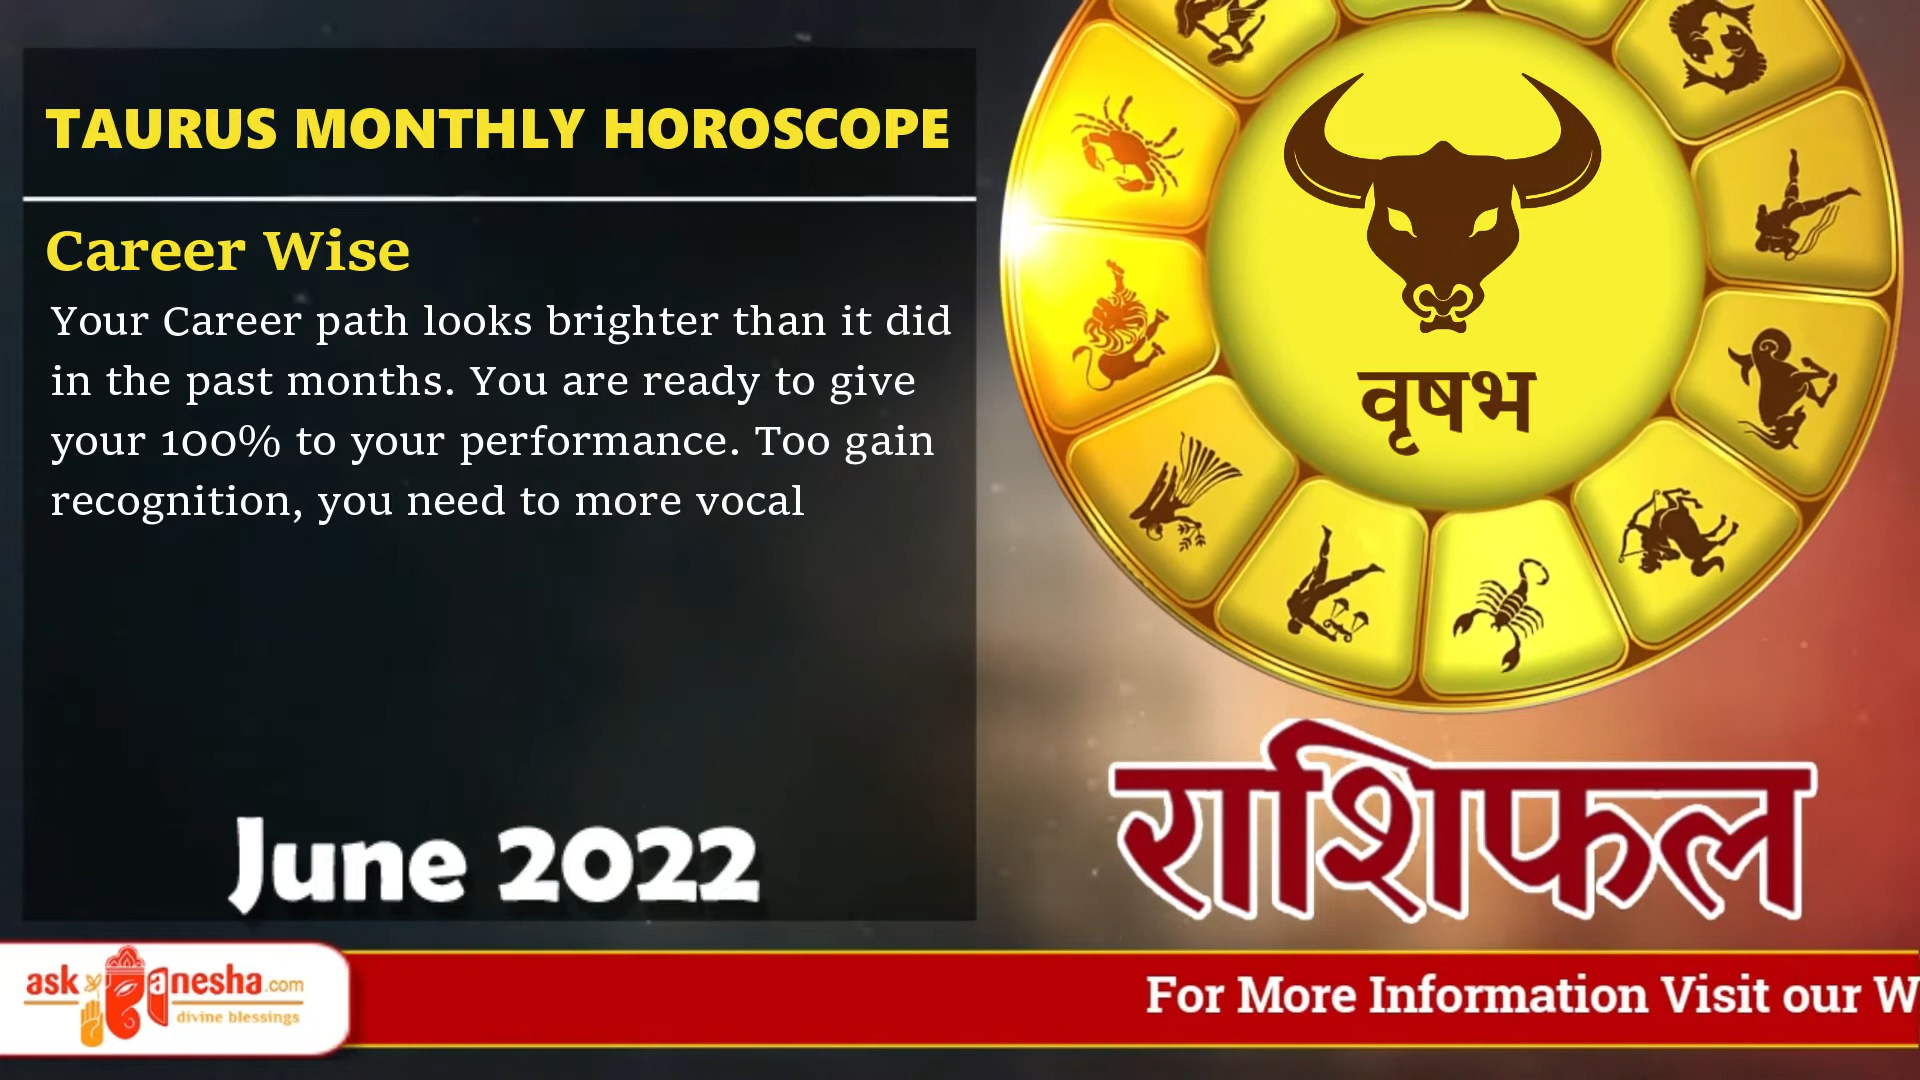 TAURUS MONTHLY HOROSCOPE
Career Wise
Your Career path looks brighter than it did
in the past months. You are ready to give
your 100% to your performance. Too gain
recognition, you need to more vocal
June 2022
वृषभ
राशिफल
ask Ganesha.com
divine blessings
For More Information Visit our W